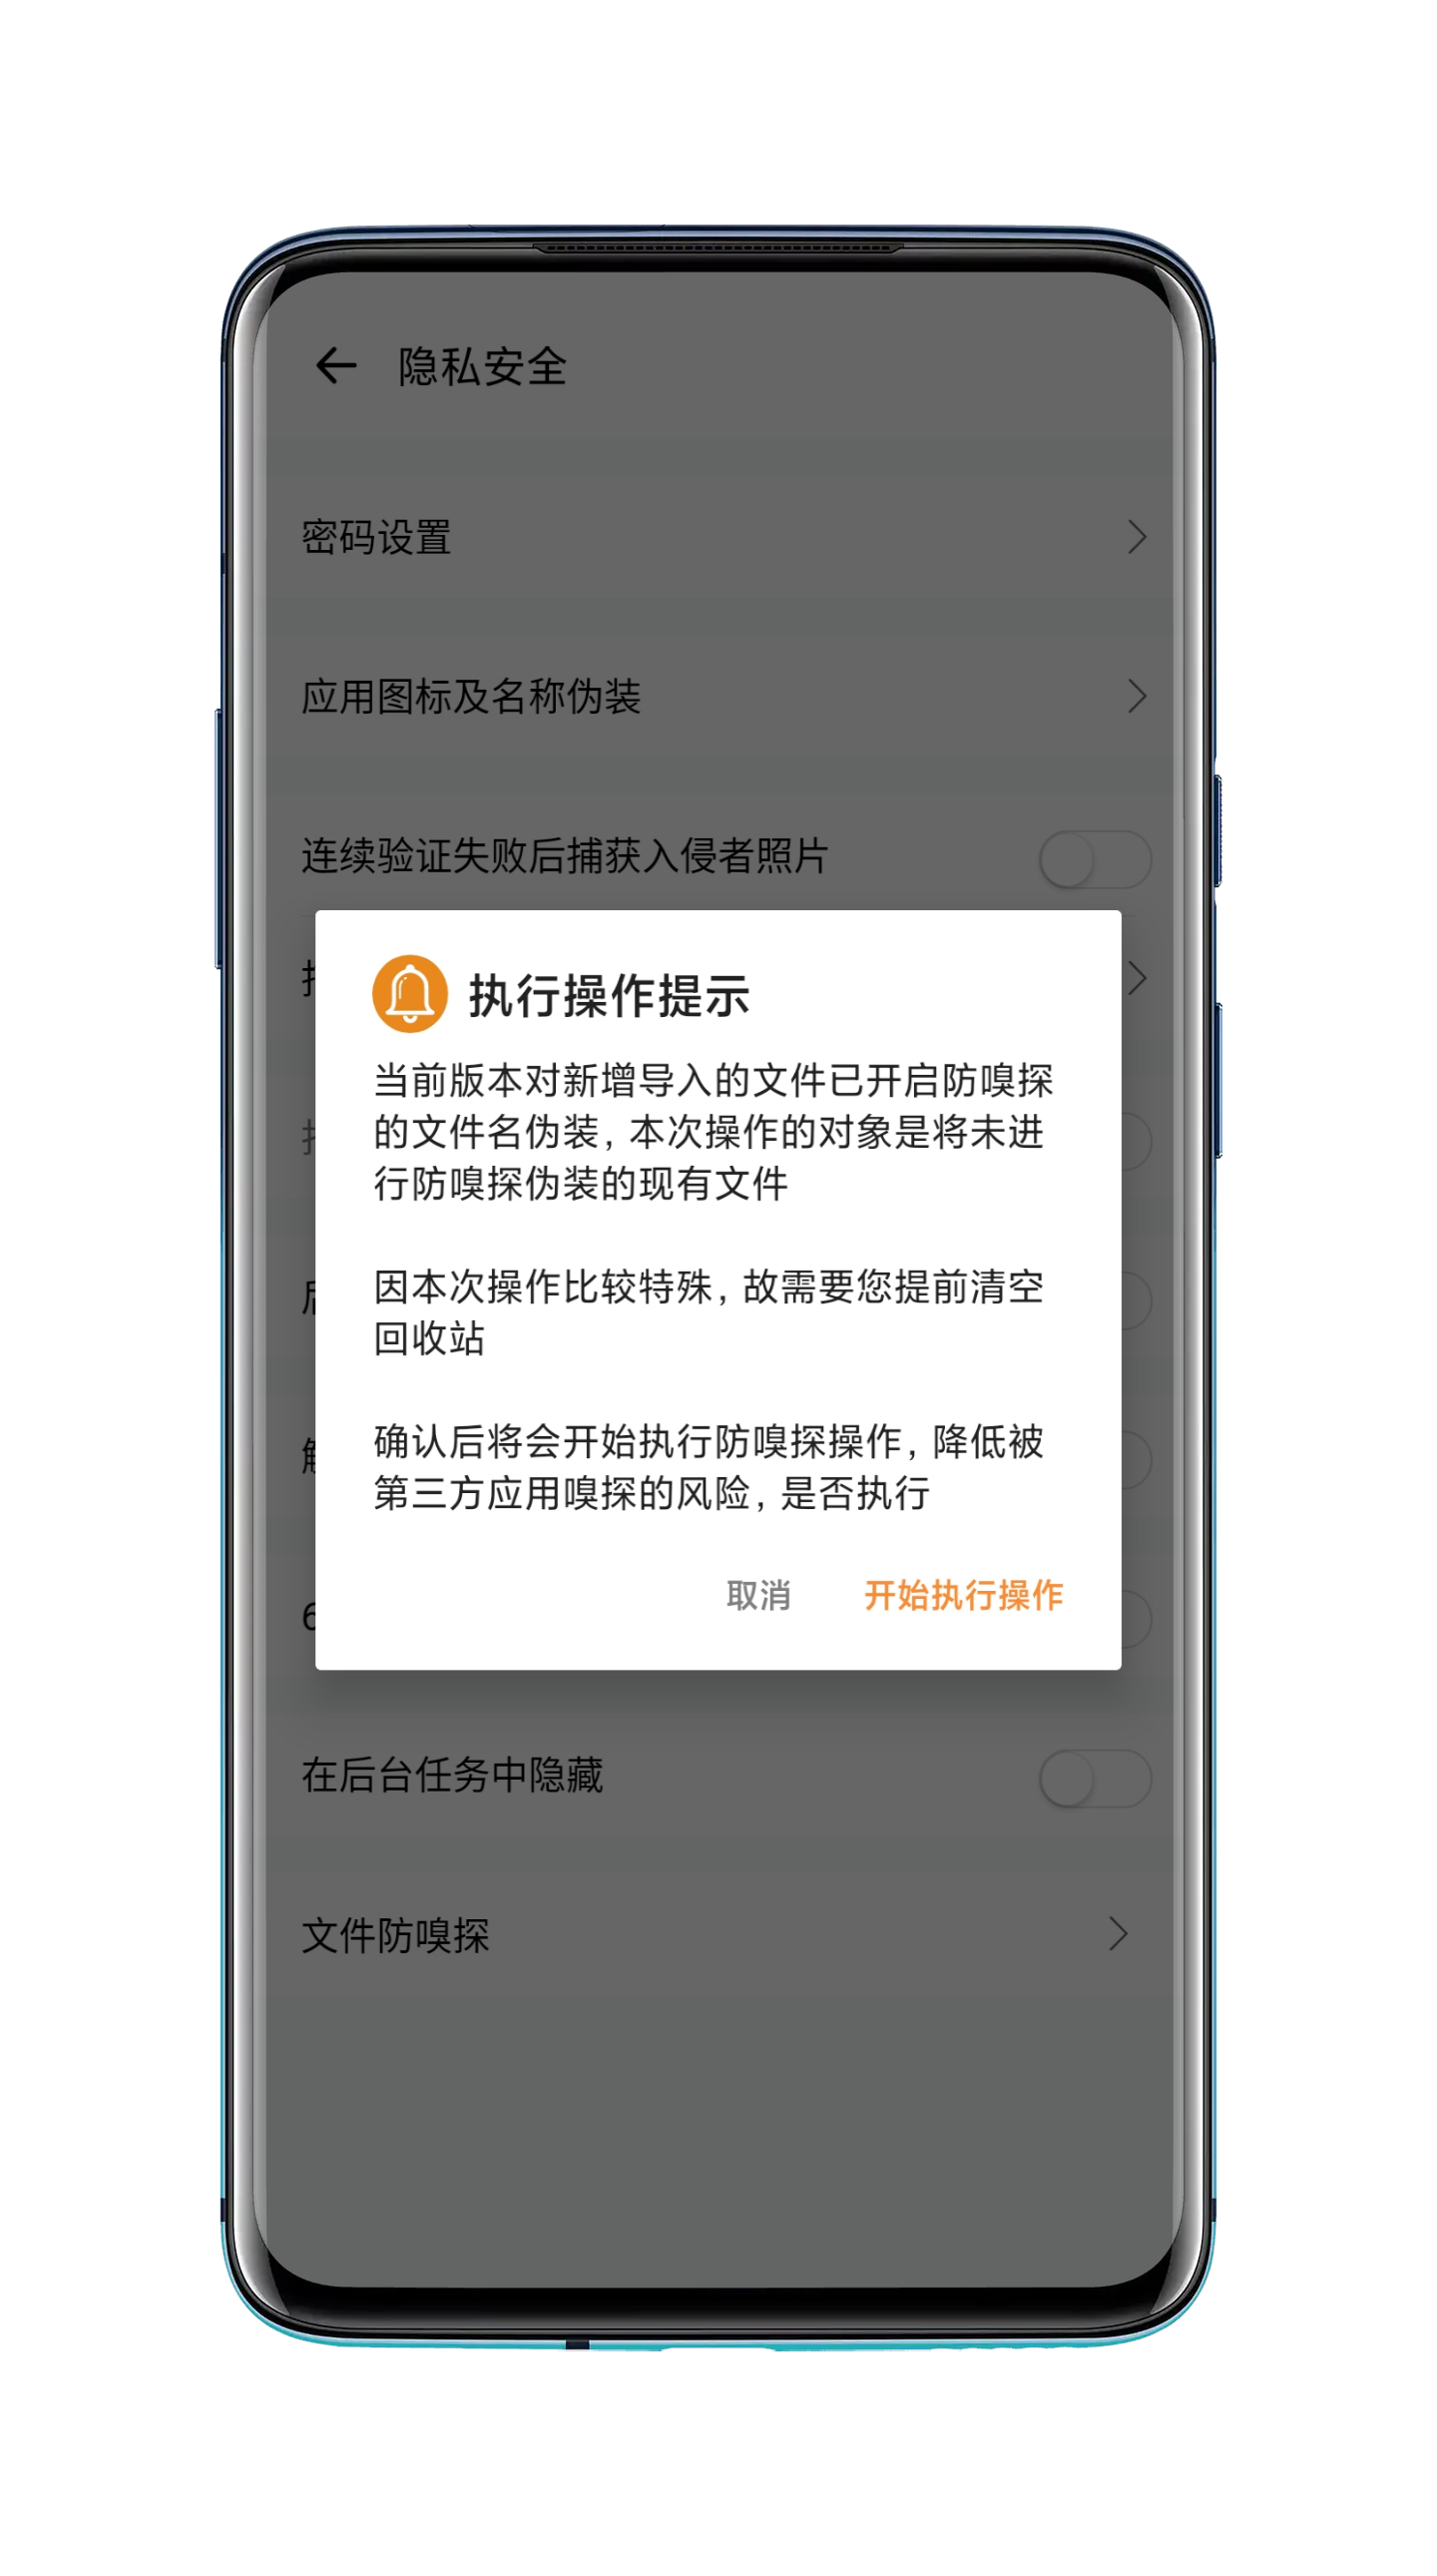 隐私安全
密码设置
应用图标及名称伪装
连续验证失败后捕获入侵者照片
执行操作提示
当前版本对新增导入的文件已开启防嗅探
的文件名伪装, 本次操作的对象是将未进
行防嗅探伪装的现有文件
因本次操作比较特殊, 故需要您提前清空
回收站
确认后将会开始执行防嗅探操作, 降低被
第三方应用嗅探的风险, 是否执行
取消 开始执行操作
6
在后台任务中隐藏
文件防嗅探